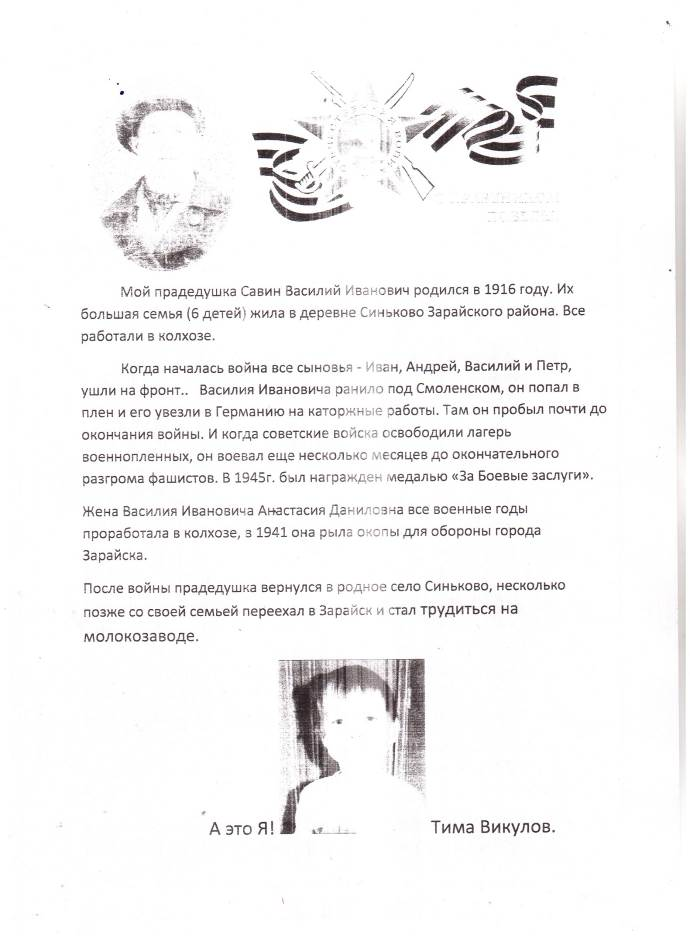 Мой прадедушка Савин Василий Иванович родился в 1916 году. Их
большая семья (6 детей) жила в деревне Синьково Зарайского района. Все
работали в колхозе.
Когда началась война все сыновья - Иван, Андрей, Василий и Петр,
ушли на фронт.. Василия Ивановича ранило под Смоленском, он попал в
плен и его увезли в Германию на каторжные работы. Там он пробыл почти до
окончания войны. И когда советские войска освободили лагерь
военнопленных, он воевал еще несколько месяцев до окончательного
разгрома фашистов. В 1945г. был награжден медалью «За Боевые заслуги».
Жена Василия Ивановича Анастасия Даниловна все военные годы
проработала в колхозе, в 1941 она рыла окопы для обороны города
Зарайска.
После войны прадедушка вернулся в родное село Синьково, несколько
позже со своей семьей переехал в Зарайск и стал трудиться на
молокозаводе.
А это Я! Тима Викулов.